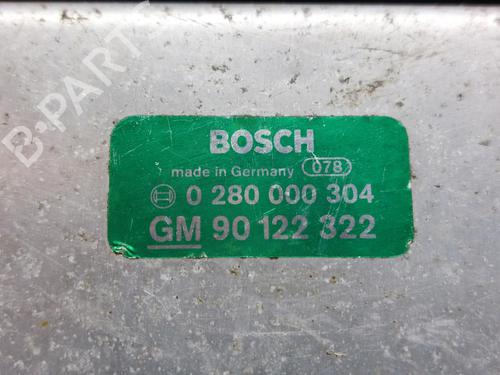 BOSCH
made in Germany 078
0 280 000 304
GM 90 122 322
B-PARTS